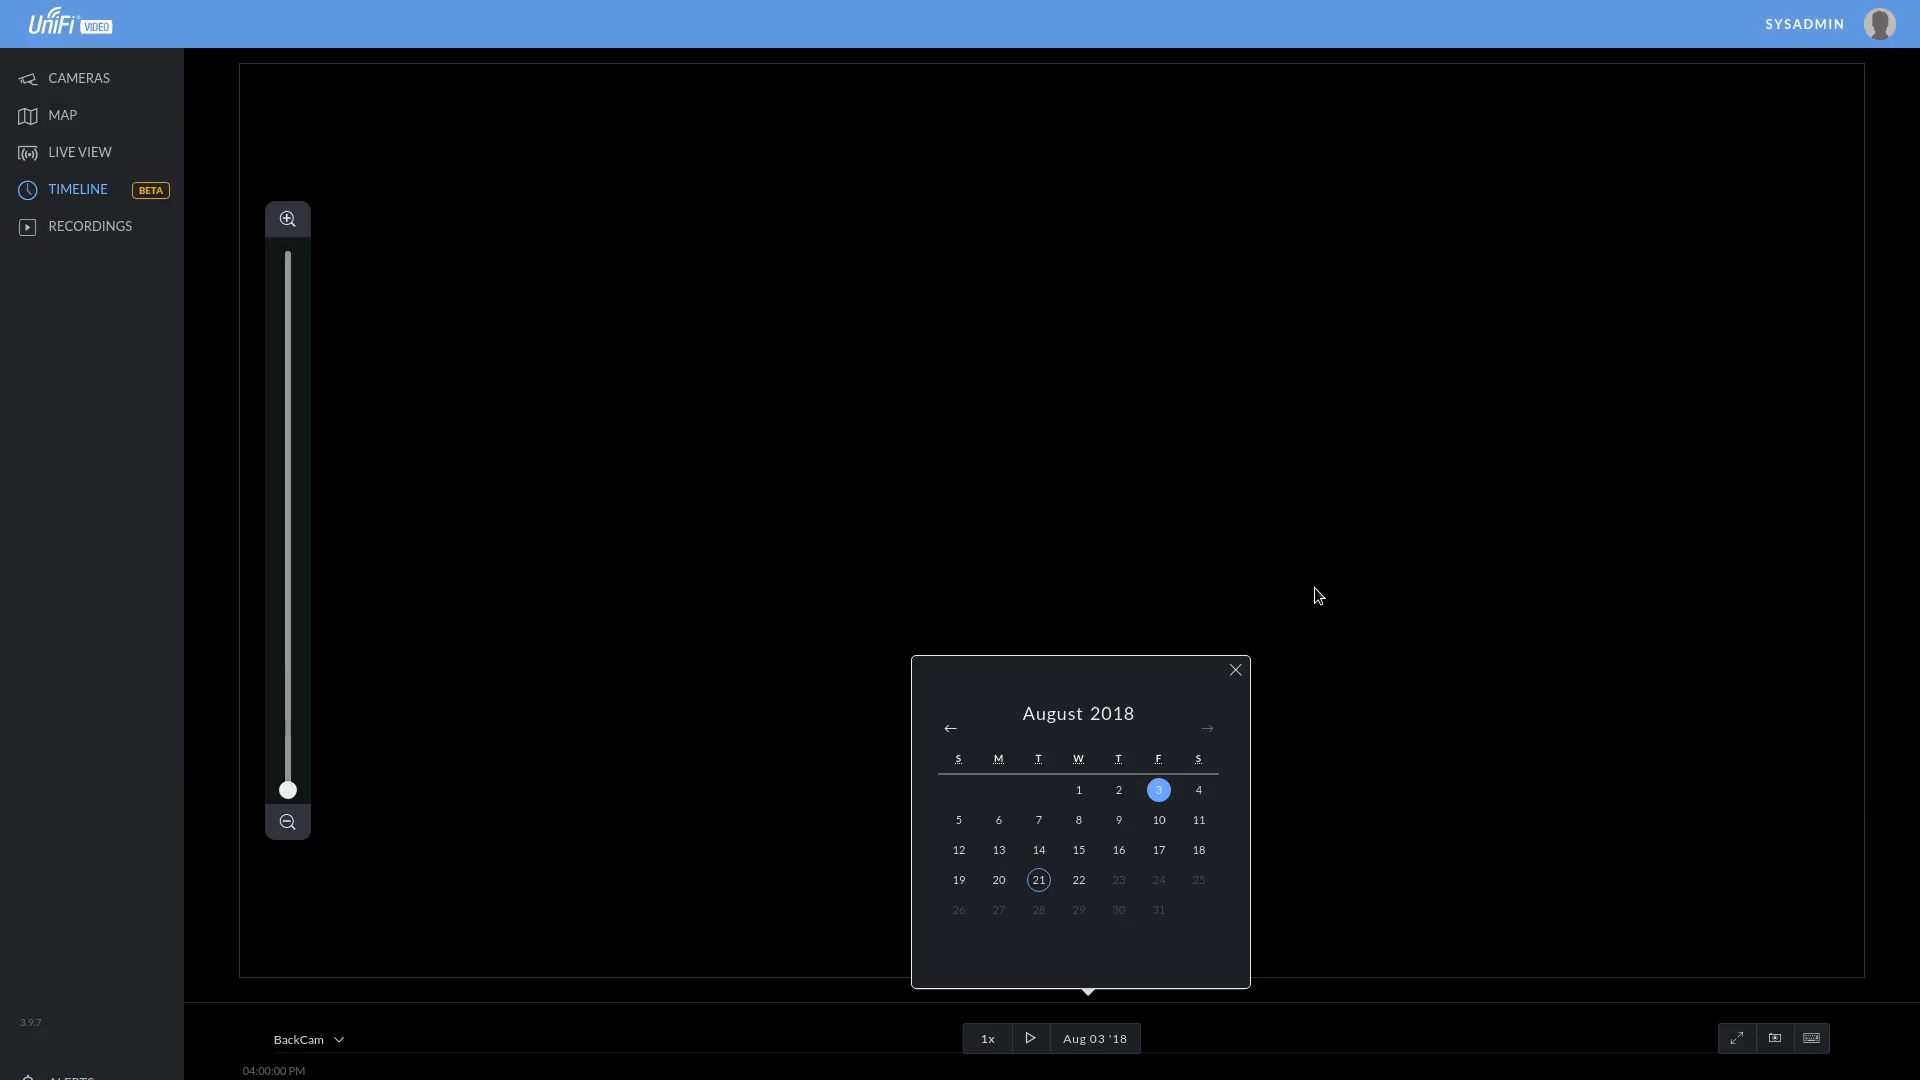 UniFi VIDEO
SYSADMIN
CAMERAS
MAP
LIVE VIEW
TIMELINE BETA
RECORDINGS
August 2018
S M T W T F S
1 2 3 4
5 6 7 8 9 10 11
12 13 14 15 16 17 18
19 20 21 22 23 24 25
26 27 28 29 30 31
3.9.7
BackCam
1x
Aug 03 '18
04:00:00 PM
ALERTS